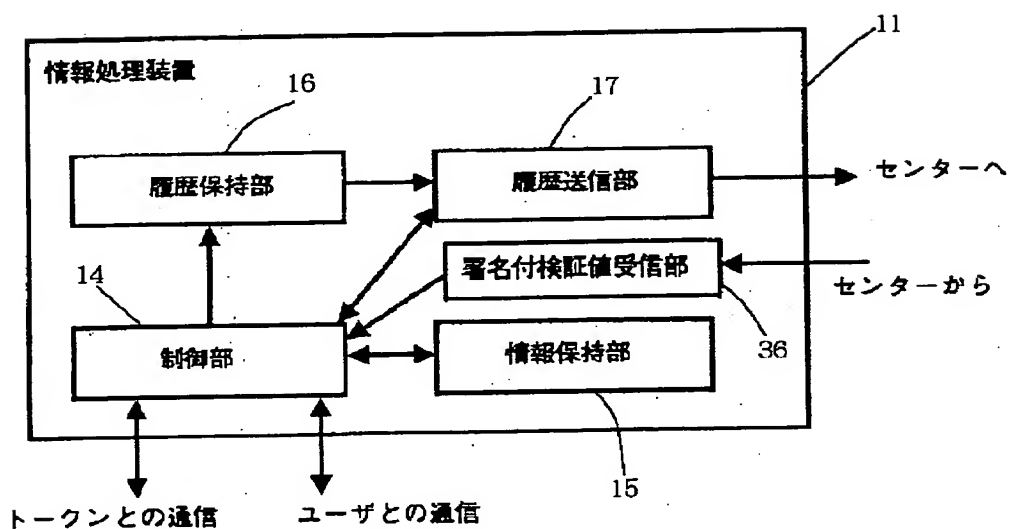 11
情報処理装置
16
17
履歴保持部
履歴送信部
センターへ
署名付検証値受信部
センターから
14
制御部
情報保持部
36
15
トークンとの通信
ユーザとの通信